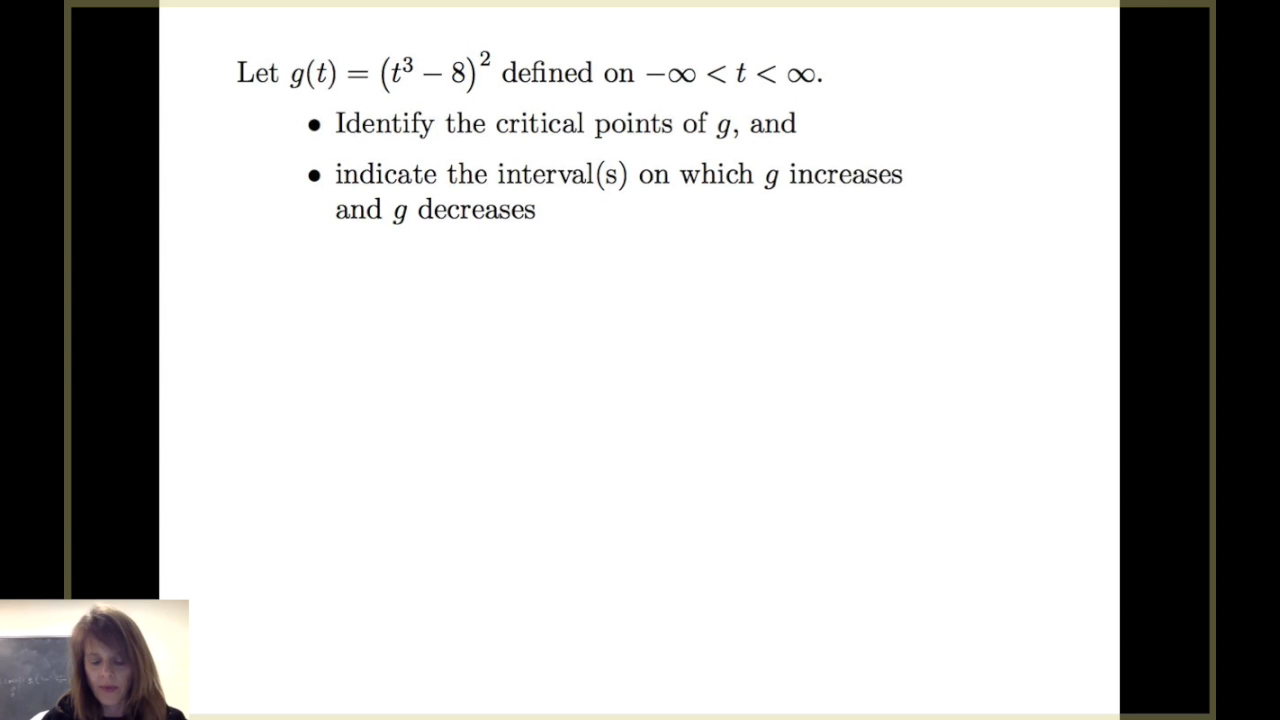 Let g(t) = (t³ − 8)² defined on −∞ < t < ∞.
• Identify the critical points of g, and
• indicate the interval(s) on which g increases
and g decreases